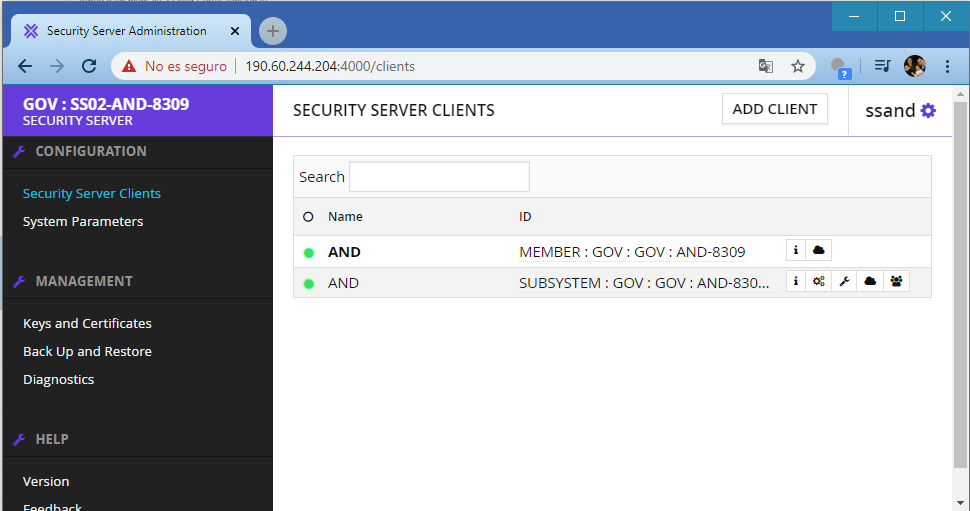 Security Server Administration
No es seguro | 190.60.244.204:4000/clients
?
GOV : SS02-AND-8309
SECURITY SERVER
CONFIGURATION
Security Server Clients
System Parameters
MANAGEMENT
Keys and Certificates
Back Up and Restore
Diagnostics
HELP
Version
Feedback
SECURITY SERVER CLIENTS
ADD CLIENT
ssand
Search
Name ID
AND MEMBER : GOV : GOV : AND-8309
AND SUBSYSTEM : GOV : GOV : AND-830...